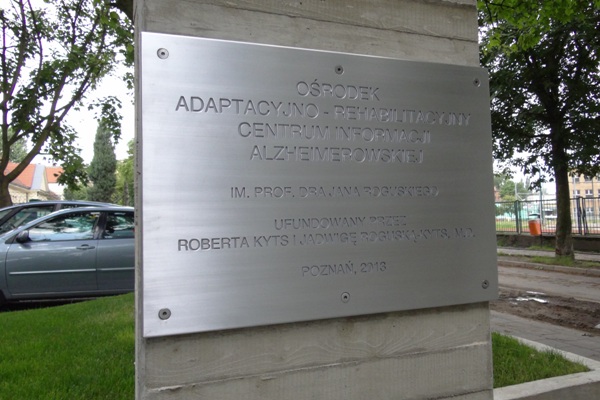 OŚRODEK
ADAPTACYJNO - REHABILITACYJNY
CENTRUM INFORMACJI
ALZHEIMEROWSKIEJ
IM. PROF. DRA JANA ROGUSKIEGO
UFUNDOWANY PRZEZ
ROBERTA KYTS I JADWIGĘ ROGUSKĄ-KYTS, M.D.
POZNAŃ, 2013